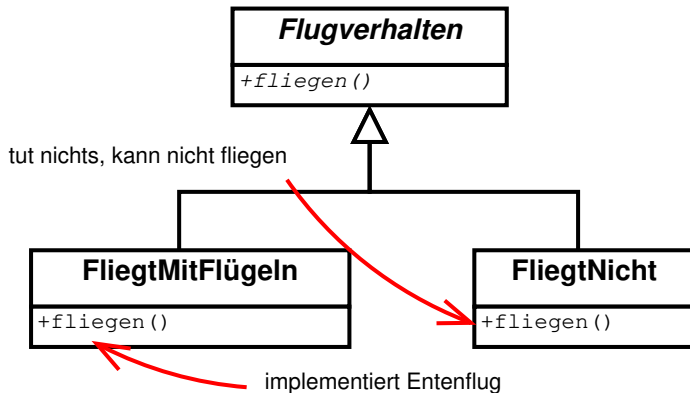 Flugverhalten
+fliegen()
tut nichts, kann nicht fliegen
FliegtMitFlügeln
+fliegen()
FliegtNicht
+fliegen()
implementiert Entenflug